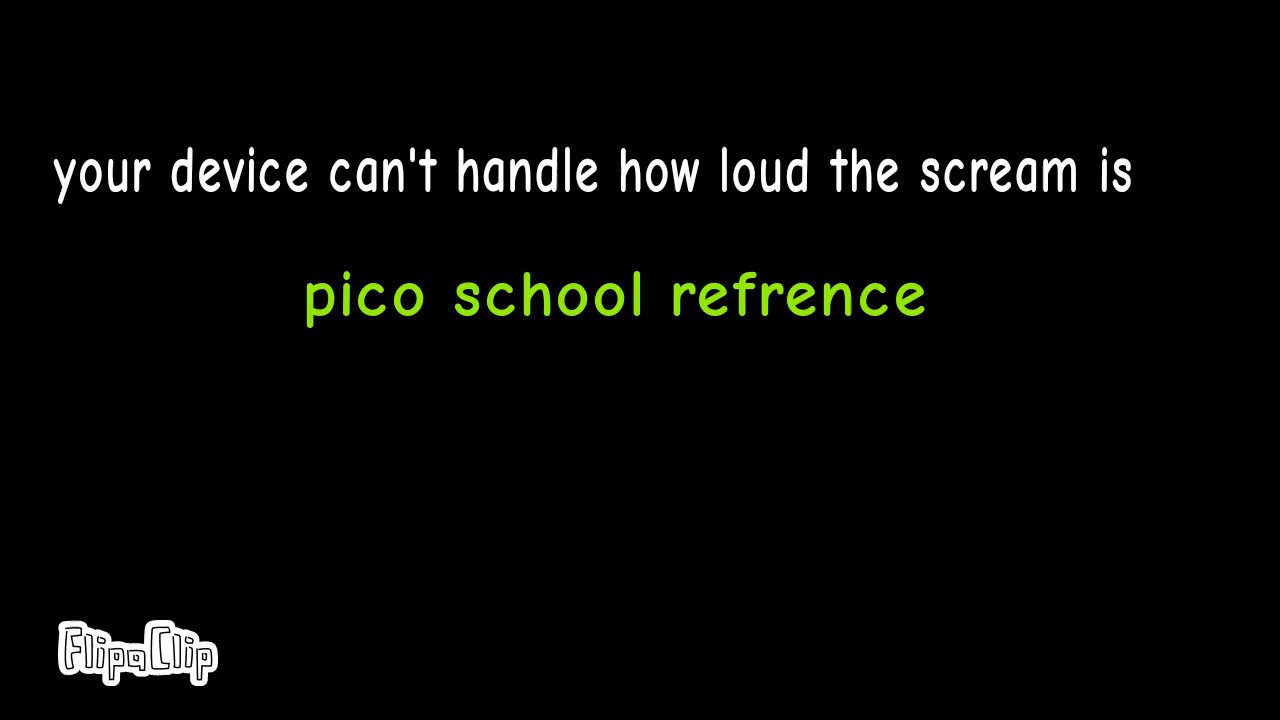 your device can't handle how loud the scream is
pico school refrence
FlipaClip